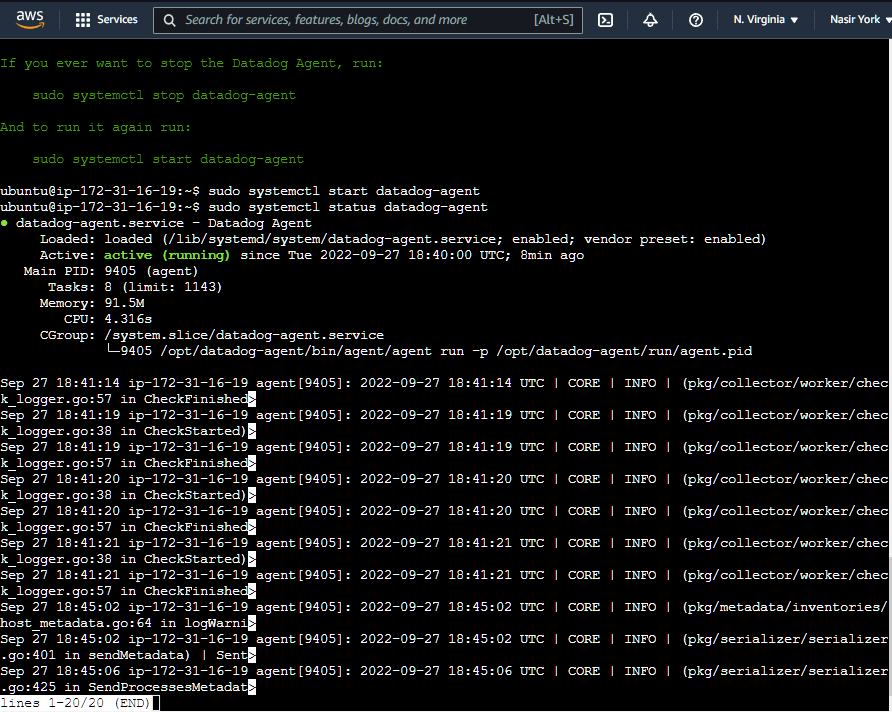 aws Services Search for services, features, blogs, docs, and more [Alt+S] N. Virginia Nasir York
If you ever want to stop the Datadog Agent, run:
sudo systemctl stop datadog-agent
And to run it again run:
sudo systemctl start datadog-agent
ubuntu@ip-172-31-16-19:~$ sudo systemctl start datadog-agent
ubuntu@ip-172-31-16-19:~$ sudo systemctl status datadog-agent
● datadog-agent.service - Datadog Agent
Loaded: loaded (/lib/systemd/system/datadog-agent.service; enabled; vendor preset: enabled)
Active: active (running) since Tue 2022-09-27 18:40:00 UTC; 8min ago
Main PID: 9405 (agent)
Tasks: 8 (limit: 1143)
Memory: 91.5M
CPU: 4.316s
CGroup: /system.slice/datadog-agent.service
└─9405 /opt/datadog-agent/bin/agent/agent run -p /opt/datadog-agent/run/agent.pid
Sep 27 18:41:14 ip-172-31-16-19 agent[9405]: 2022-09-27 18:41:14 UTC | CORE | INFO | (pkg/collector/worker/chec
k_logger.go:57 in CheckFinished>
Sep 27 18:41:19 ip-172-31-16-19 agent[9405]: 2022-09-27 18:41:19 UTC | CORE | INFO | (pkg/collector/worker/chec
k_logger.go:38 in CheckStarted)>
Sep 27 18:41:19 ip-172-31-16-19 agent[9405]: 2022-09-27 18:41:19 UTC | CORE | INFO | (pkg/collector/worker/chec
k_logger.go:57 in CheckFinished>
Sep 27 18:41:20 ip-172-31-16-19 agent[9405]: 2022-09-27 18:41:20 UTC | CORE | INFO | (pkg/collector/worker/chec
k_logger.go:38 in CheckStarted)>
Sep 27 18:41:20 ip-172-31-16-19 agent[9405]: 2022-09-27 18:41:20 UTC | CORE | INFO | (pkg/collector/worker/chec
k_logger.go:57 in CheckFinished>
Sep 27 18:41:21 ip-172-31-16-19 agent[9405]: 2022-09-27 18:41:21 UTC | CORE | INFO | (pkg/collector/worker/chec
k_logger.go:38 in CheckStarted)>
Sep 27 18:41:21 ip-172-31-16-19 agent[9405]: 2022-09-27 18:41:21 UTC | CORE | INFO | (pkg/collector/worker/chec
k_logger.go:57 in CheckFinished>
Sep 27 18:45:02 ip-172-31-16-19 agent[9405]: 2022-09-27 18:45:02 UTC | CORE | INFO | (pkg/metadata/inventories/
host_metadata.go:64 in logWarni>
Sep 27 18:45:02 ip-172-31-16-19 agent[9405]: 2022-09-27 18:45:02 UTC | CORE | INFO | (pkg/serializer/serializer
.go:401 in sendMetadata) | Sent>
Sep 27 18:45:06 ip-172-31-16-19 agent[9405]: 2022-09-27 18:45:06 UTC | CORE | INFO | (pkg/serializer/serializer
.go:425 in SendProcessesMetadat>
lines 1-20/20 (END)